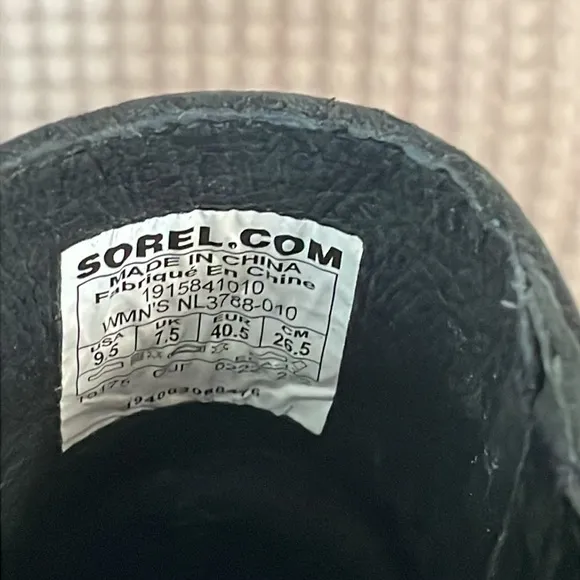 SOREL.COM
MADE IN CHINA
Fabriqué En Chine
1915841010
WMN'S NL3788-010
USA UK EUR CM
9.5 7.5 40.5 26.5